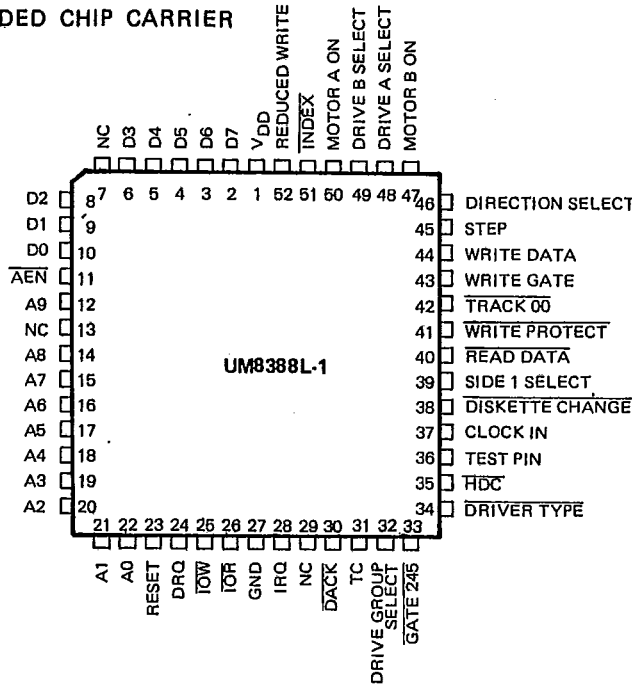 DED CHIP CARRIER
NC
D3
D4
D5
D6
D7
VDD
REDUCED WRITE
INDEX
MOTOR A ON
DRIVE B SELECT
DRIVE A SELECT
MOTOR B ON
7 6 5 4 3 2 1 52 51 50 49 48 47
D2 8
D1 9
D0 10
AEN 11
A9 12
NC 13
A8 14
A7 15
A6 16
A5 17
A4 18
A3 19
A2 20
UM8388L-1
46 DIRECTION SELECT
45 STEP
44 WRITE DATA
43 WRITE GATE
42 TRACK 00
41 WRITE PROTECT
40 READ DATA
39 SIDE 1 SELECT
38 DISKETTE CHANGE
37 CLOCK IN
36 TEST PIN
35 HDC
34 DRIVER TYPE
21 22 23 24 25 26 27 28 29 30 31 32 33
A1
A0
RESET
DRQ
IOW
IOR
GND
IRQ
NC
DACK
TC
DRIVE GROUP
SELECT
GATE 245